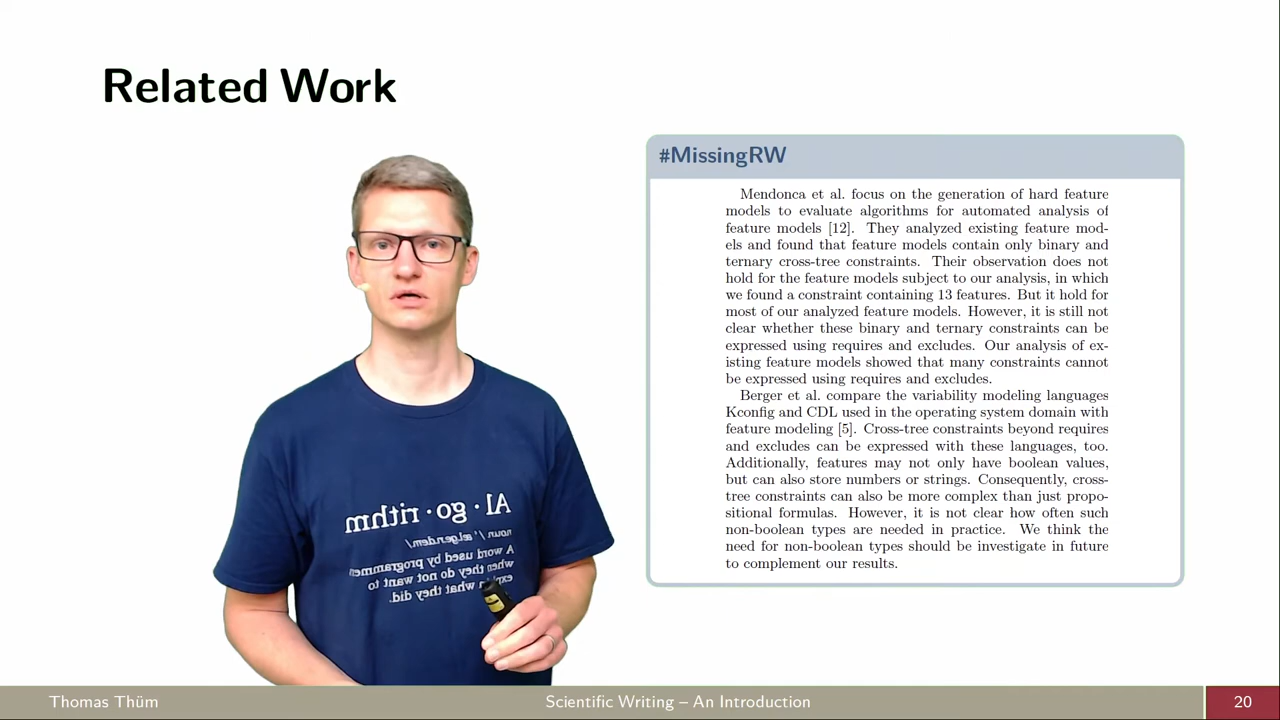 Related Work
#MissingRW
Mendonca et al. focus on the generation of hard feature
models to evaluate algorithms for automated analysis of
feature models [12]. They analyzed existing feature mod-
els and found that feature models contain only binary and
ternary cross-tree constraints. Their observation does not
hold for the feature models subject to our analysis, in which
we found a constraint containing 13 features. But it hold for
most of our analyzed feature models. However, it is still not
clear whether these binary and ternary constraints can be
expressed using requires and excludes. Our analysis of ex-
isting feature models showed that many constraints cannot
be expressed using requires and excludes.
Berger et al. compare the variability modeling languages
Kconfig and CDL used in the operating system domain with
feature modeling [5]. Cross-tree constraints beyond requires
and excludes can be expressed with these languages, too.
Additionally, features may not only have boolean values,
but can also store numbers or strings. Consequently, cross-
tree constraints can also be more complex than just propo-
sitional formulas. However, it is not clear how often such
non-boolean types are needed in practice. We think the
need for non-boolean types should be investigate in future
to complement our results.
Al·go·rithm
noun
A word used by programmers
when they do not want to
explain what they did.
Thomas Thüm
Scientific Writing – An Introduction
20